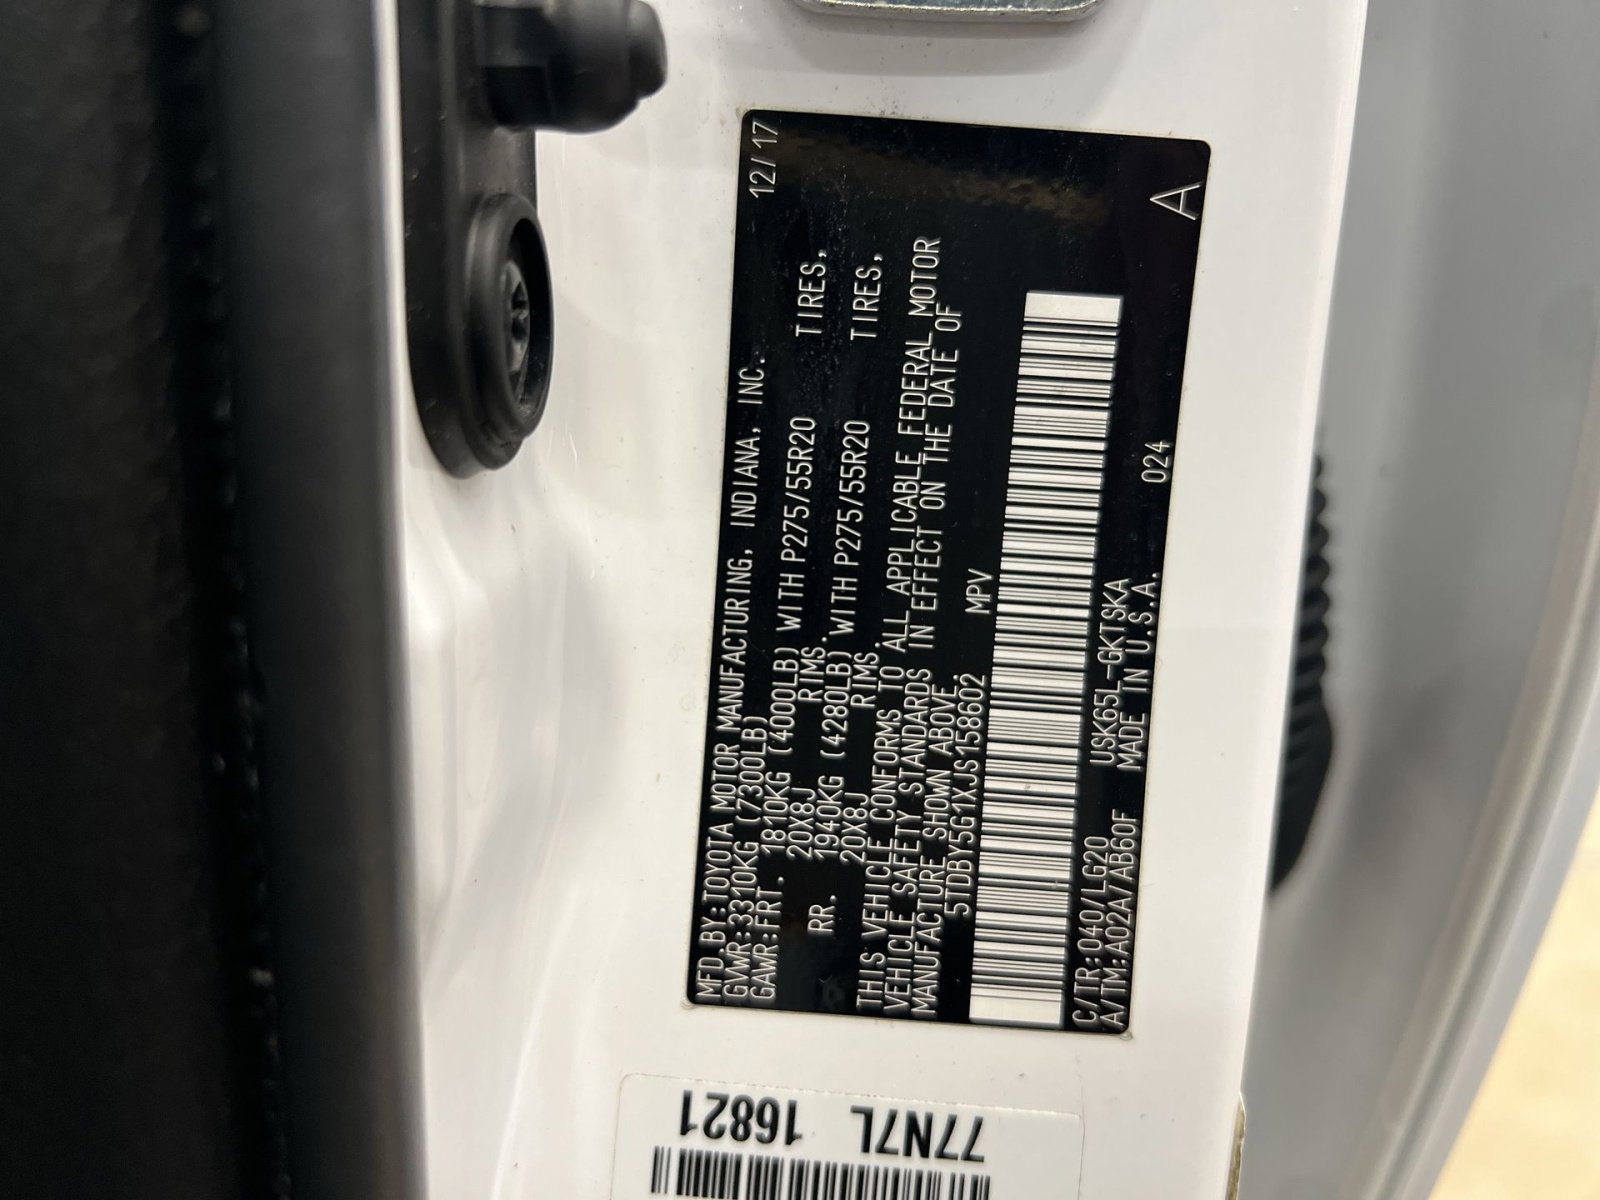 MFD.BY:TOYOTA MOTOR MANUFACTURING, INDIANA, INC. 12/17
GVWR:3310KG (7300LB)
GAWR:FRT. 1810KG (4000LB) WITH P275/55R20 TIRES,
20X8J RIMS.
RR. 1940KG (4280LB) WITH P275/55R20 TIRES,
20X8J RIMS.
THIS VEHICLE CONFORMS TO ALL APPLICABLE FEDERAL MOTOR
VEHICLE SAFETY STANDARDS IN EFFECT ON THE DATE OF
MANUFACTURE SHOWN ABOVE.
5TDBY5G1XJS158602 MPV
C/TR:040/LG20 USK65L-GKTSKA
A/TM:A02A/AB60F MADE IN U.S.A. 024 A
77N7L 16821